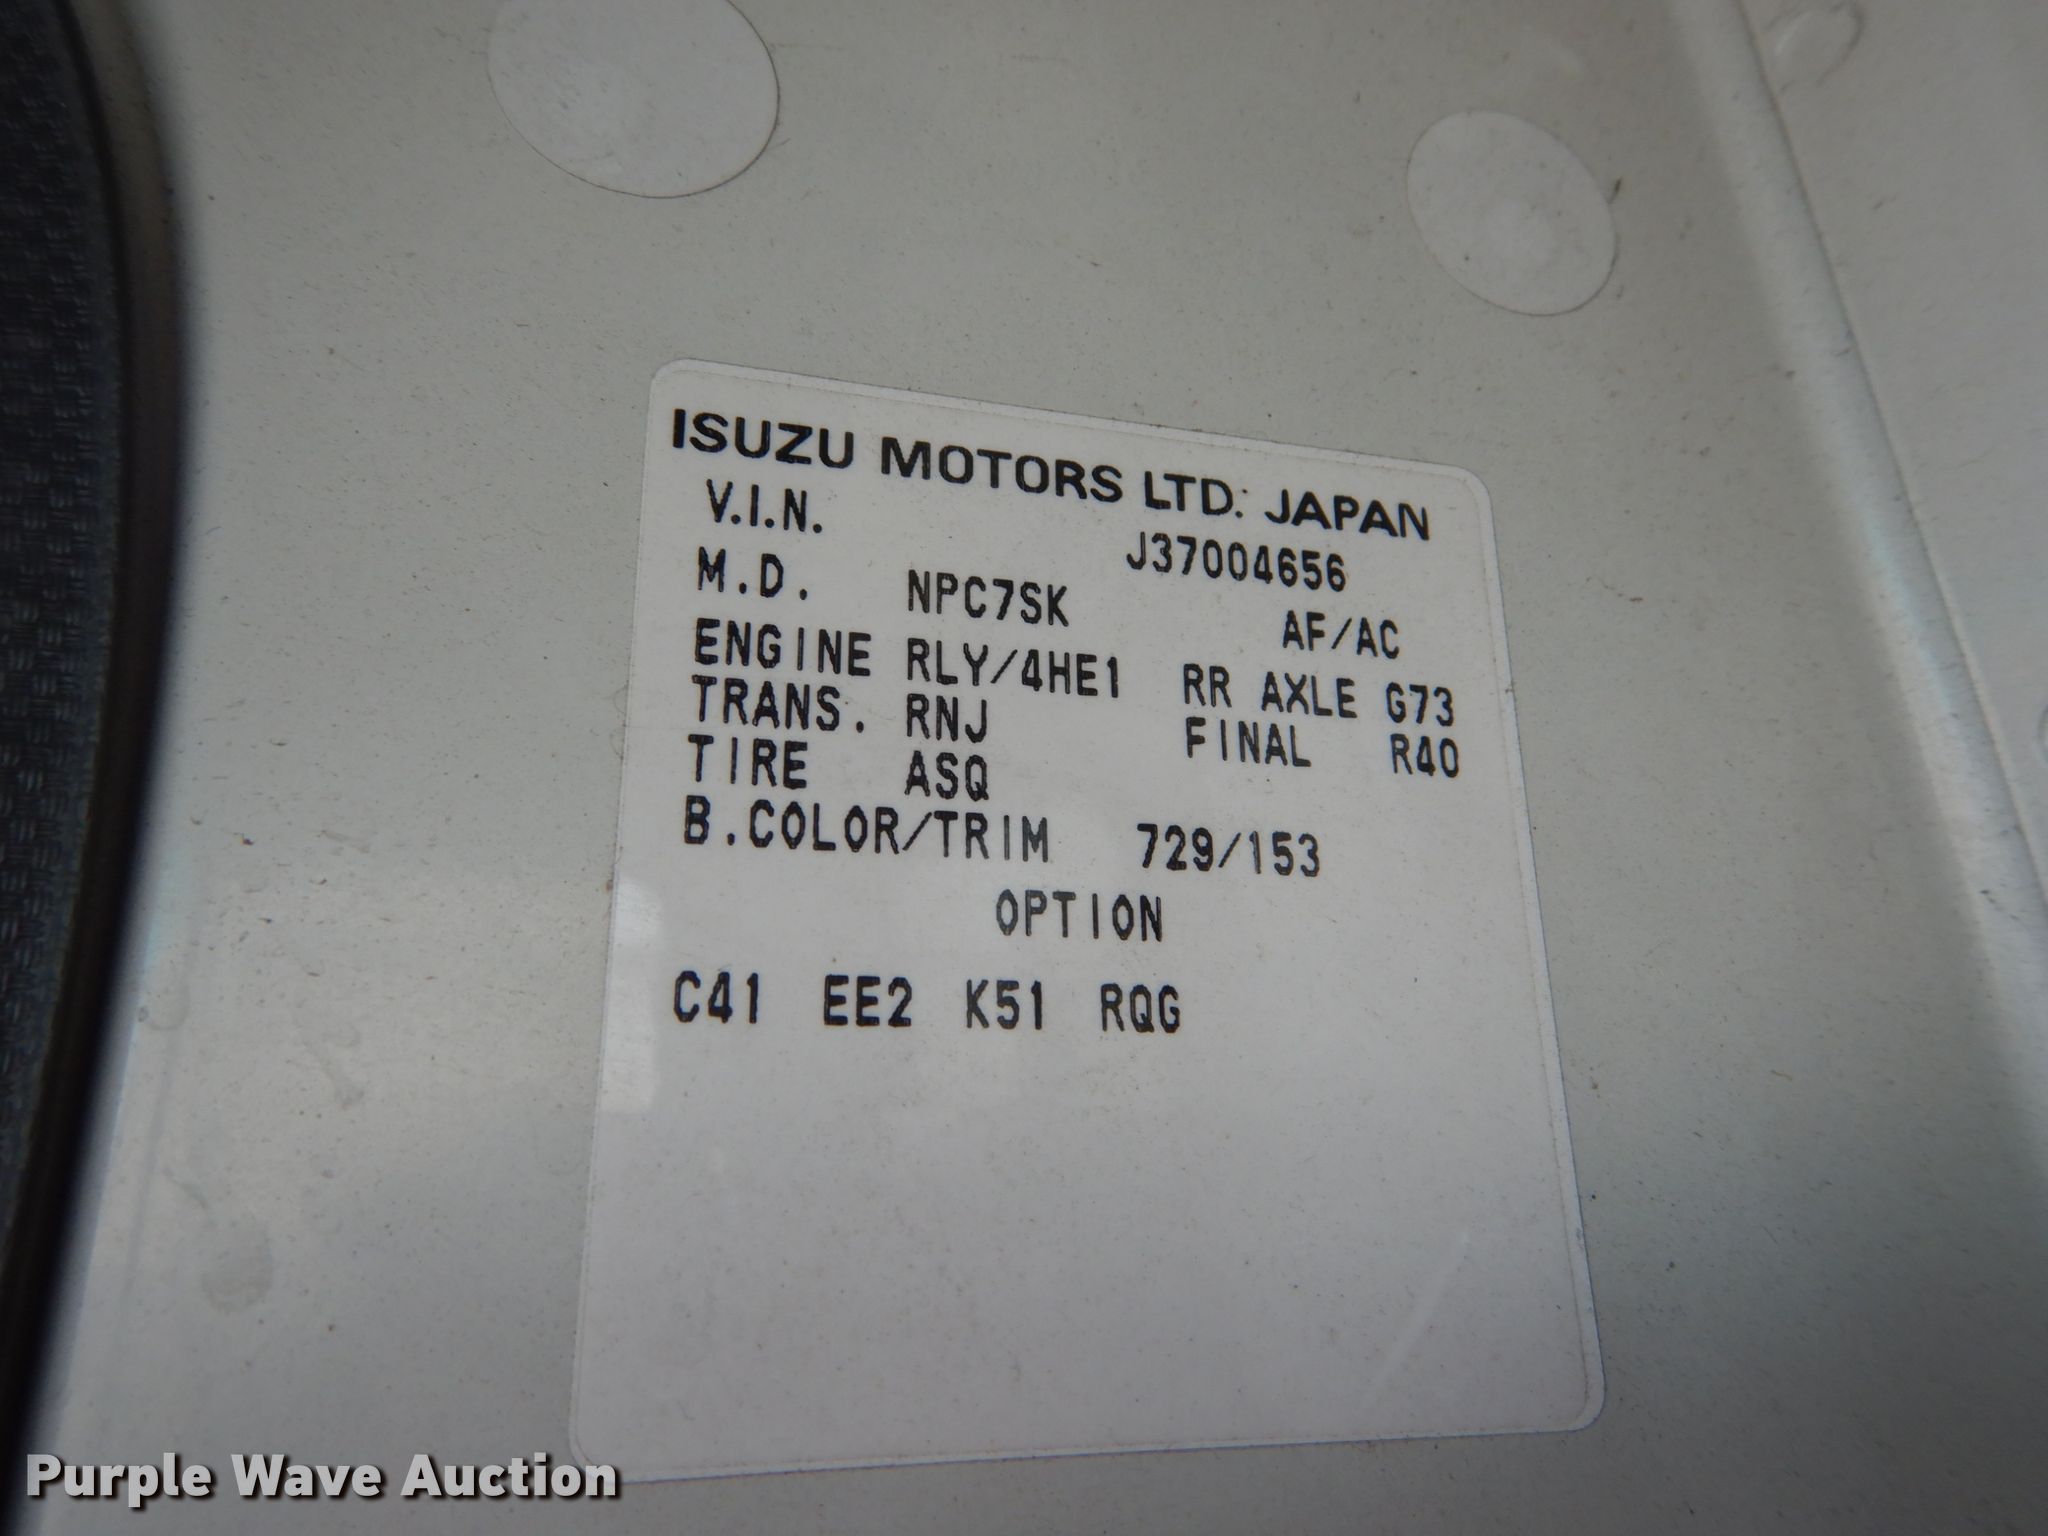 ISUZU MOTORS LTD. JAPAN
V.I.N. J37004656
M.D. NPC7SK AF/AC
ENGINE RLY/4HE1 RR AXLE G73
TRANS. RNJ FINAL R40
TIRE ASQ
B.COLOR/TRIM 729/153
OPTION
C41 EE2 K51 RQG
Purple Wave Auction